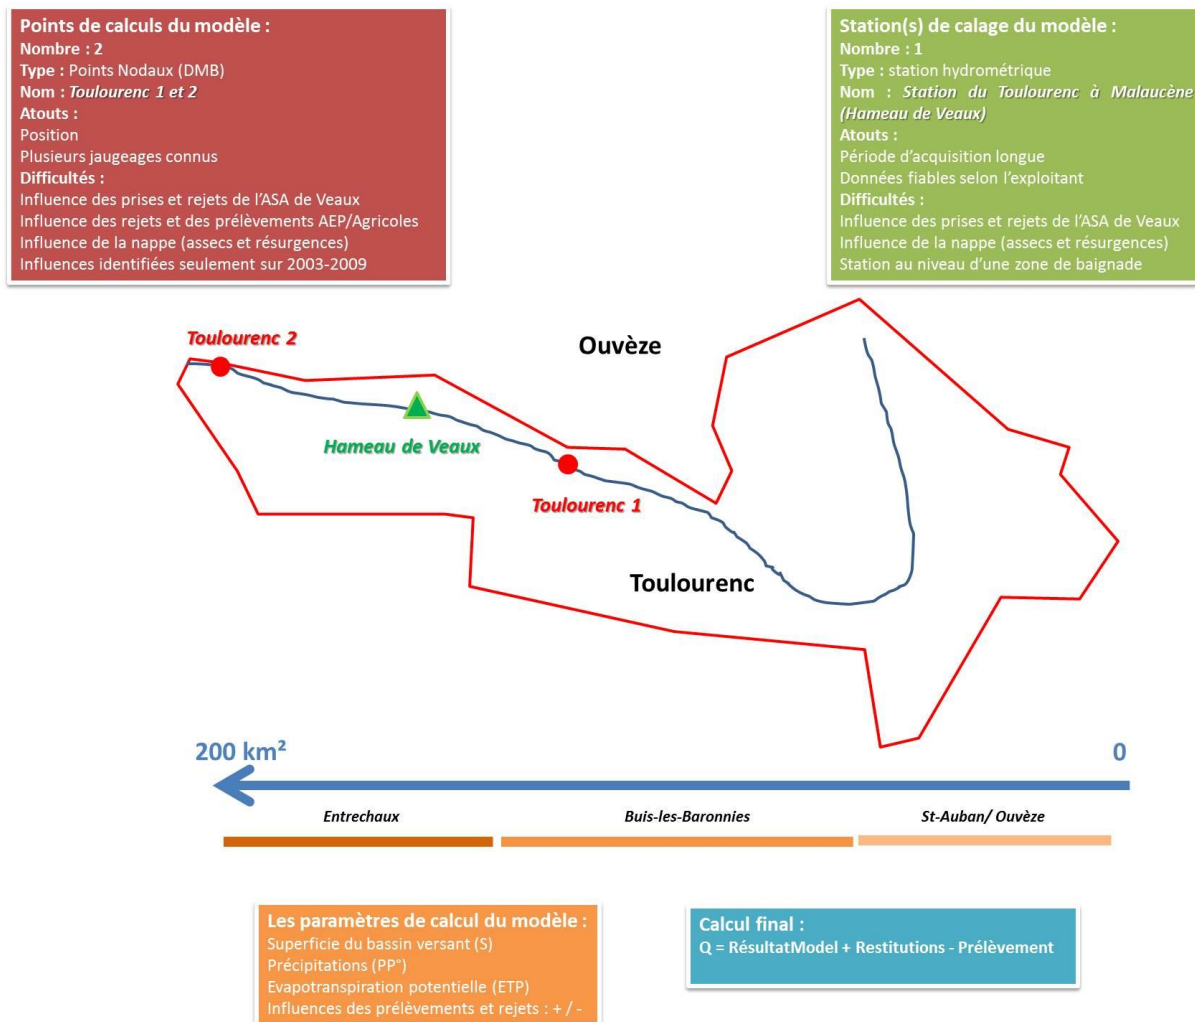 Points de calculs du modèle :
Nombre : 2
Type : Points Nodaux (DMB)
Nom : Toulourenc 1 et 2
Atouts :
Position
Plusieurs jaugeages connus
Difficultés :
Influence des prises et rejets de l'ASA de Veaux
Influence des rejets et des prélèvements AEP/Agricoles
Influence de la nappe (assecs et résurgences)
Influences identifiées seulement sur 2003-2009
Station(s) de calage du modèle :
Nombre : 1
Type : station hydrométrique
Nom : Station du Toulourenc à Malaucène
(Hameau de Veaux)
Atouts :
Période d'acquisition longue
Données fiables selon l'exploitant
Difficultés :
Influence des prises et rejets de l'ASA de Veaux
Influence de la nappe (assecs et résurgences)
Station au niveau d'une zone de baignade
Toulourenc 2
Ouvèze
Hameau de Veaux
Toulourenc 1
Toulourenc
200 km²
0
Entrechaux
Buis-les-Baronnies
St-Auban/ Ouvèze
Les paramètres de calcul du modèle :
Superficie du bassin versant (S)
Précipitations (PP°)
Evapotranspiration potentielle (ETP)
Influences des prélèvements et rejets : + / -
Calcul final :
Q = RésultatModel + Restitutions - Prélèvement